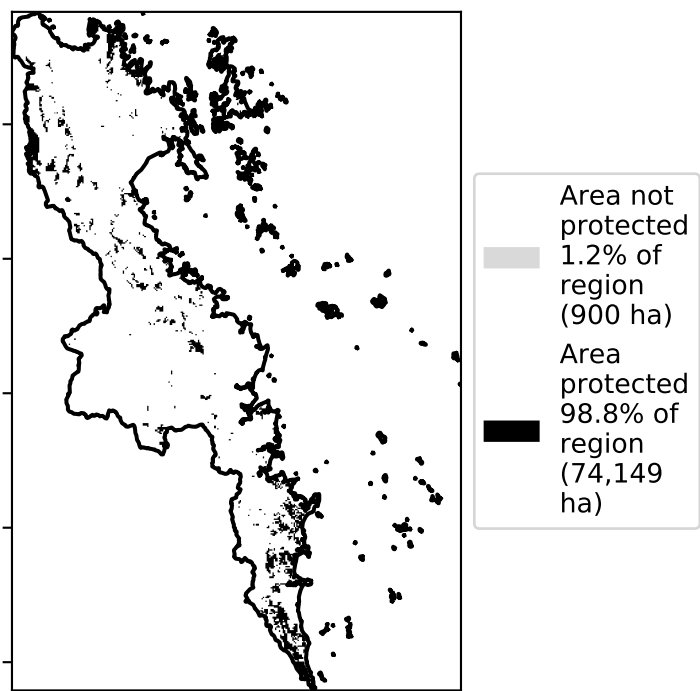 Area not
protected
1.2% of
region
(900 ha)
Area
protected
98.8% of
region
(74,149
ha)